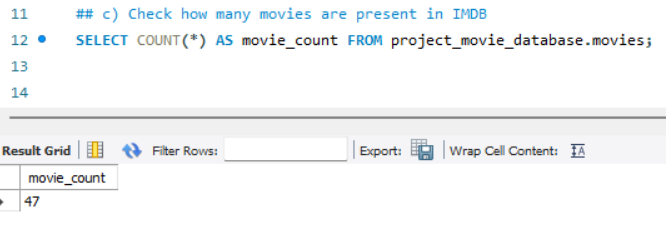 11 ## c) Check how many movies are present in IMDB
12 SELECT COUNT(*) AS movie_count FROM project_movie_database.movies;
13
14
Result Grid Filter Rows: Export: Wrap Cell Content: IA
movie_count
47